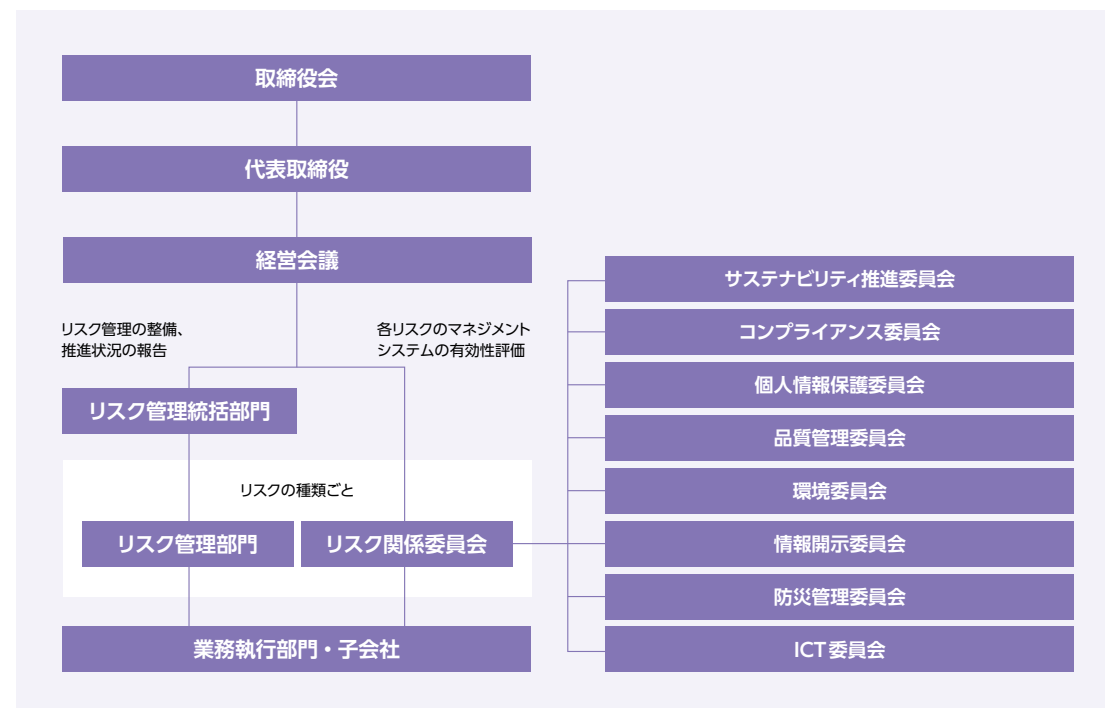 取締役会
代表取締役
経営会議
リスク管理の整備、
推進状況の報告
各リスクのマネジメント
システムの有効性評価
リスク管理統括部門
リスクの種類ごと
リスク管理部門
リスク関係委員会
業務執行部門・子会社
サステナビリティ推進委員会
コンプライアンス委員会
個人情報保護委員会
品質管理委員会
環境委員会
情報開示委員会
防災管理委員会
ICT委員会